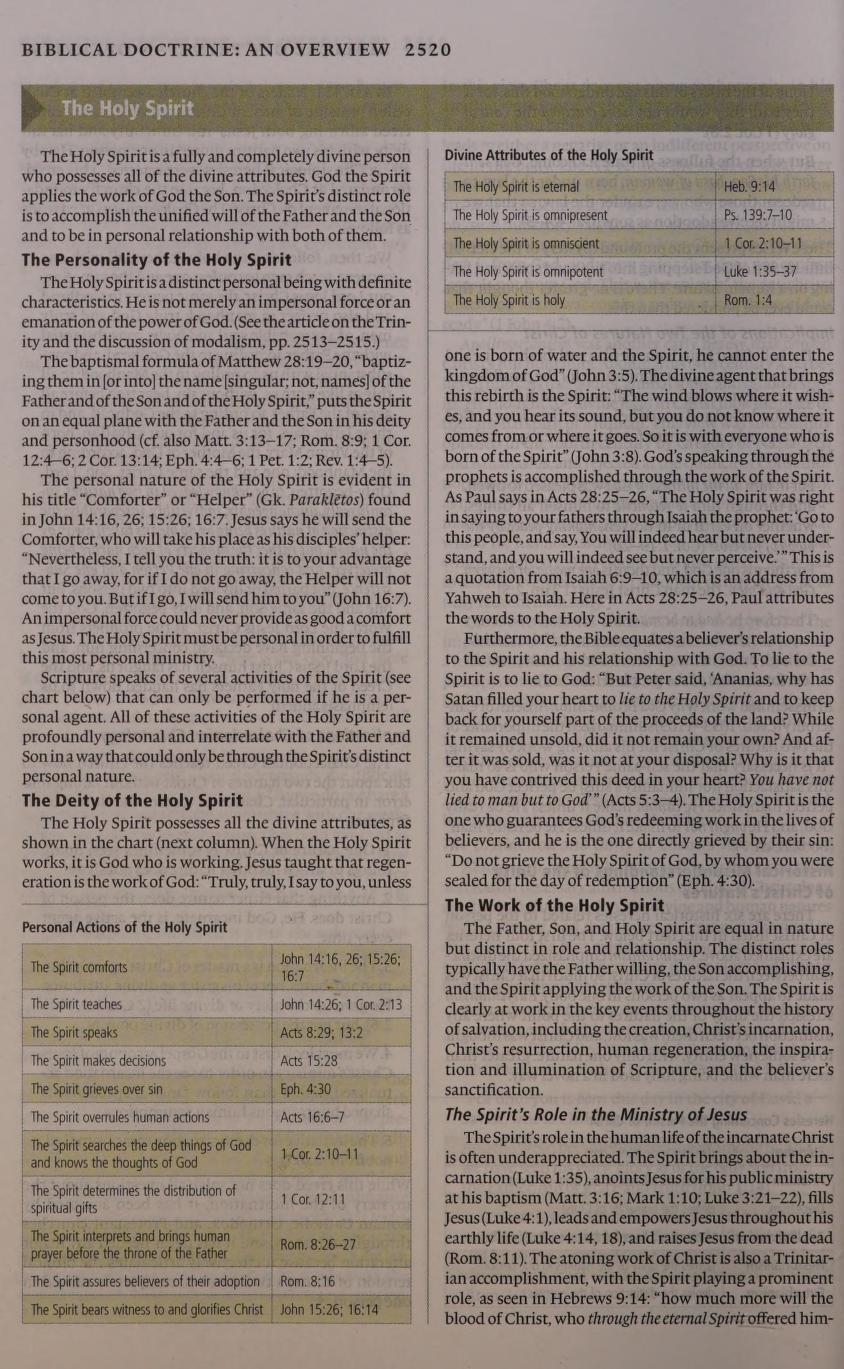 BIBLICAL DOCTRINE: AN OVERVIEW 2520
The Holy Spirit
The Holy Spirit is a fully and completely divine person
who possesses all of the divine attributes. God the Spirit
applies the work of God the Son. The Spirit's distinct role
is to accomplish the unified will of the Father and the Son
and to be in personal relationship with both of them.
The Personality of the Holy Spirit
The Holy Spirit is a distinct personal being with definite
characteristics. He is not merely an impersonal force or an
emanation of the power of God. (See the article on the Trin-
ity and the discussion of modalism, pp. 2513–2515.)
The baptismal formula of Matthew 28:19–20, “baptiz-
ing them in [or into] the name [singular; not, names] of the
Father and of the Son and of the Holy Spirit,” puts the Spirit
on an equal plane with the Father and the Son in his deity
and personhood (cf. also Matt. 3:13–17; Rom. 8:9; 1 Cor.
12:4–6; 2 Cor. 13:14; Eph. 4:4–6; 1 Pet. 1:2; Rev. 1:4–5).
The personal nature of the Holy Spirit is evident in
his title “Comforter” or “Helper” (Gk. Paraklētos) found
in John 14:16, 26; 15:26; 16:7. Jesus says he will send the
Comforter, who will take his place as his disciples' helper:
“Nevertheless, I tell you the truth: it is to your advantage
that I go away, for if I do not go away, the Helper will not
come to you. But if I go, I will send him to you” (John 16:7).
An impersonal force could never provide as good a comfort
as Jesus. The Holy Spirit must be personal in order to fulfill
this most personal ministry.
Scripture speaks of several activities of the Spirit (see
chart below) that can only be performed if he is a per-
sonal agent. All of these activities of the Holy Spirit are
profoundly personal and interrelate with the Father and
Son in a way that could only be through the Spirit's distinct
personal nature.
The Deity of the Holy Spirit
The Holy Spirit possesses all the divine attributes, as
shown in the chart (next column). When the Holy Spirit
works, it is God who is working. Jesus taught that regen-
eration is the work of God: “Truly, truly, I say to you, unless
Personal Actions of the Holy Spirit
The Spirit comforts John 14:16, 26; 15:26;
16:7
The Spirit teaches John 14:26; 1 Cor. 2:13
The Spirit speaks Acts 8:29; 13:2
The Spirit makes decisions Acts 15:28
The Spirit grieves over sin Eph. 4:30
The Spirit overrules human actions Acts 16:6–7
The Spirit searches the deep things of God
and knows the thoughts of God 1 Cor. 2:10–11
The Spirit determines the distribution of
spiritual gifts 1 Cor. 12:11
The Spirit interprets and brings human
prayer before the throne of the Father Rom. 8:26–27
The Spirit assures believers of their adoption Rom. 8:16
The Spirit bears witness to and glorifies Christ John 15:26; 16:14
Divine Attributes of the Holy Spirit
The Holy Spirit is eternal Heb. 9:14
The Holy Spirit is omnipresent Ps. 139:7–10
The Holy Spirit is omniscient 1 Cor. 2:10–11
The Holy Spirit is omnipotent Luke 1:35–37
The Holy Spirit is holy Rom. 1:4
one is born of water and the Spirit, he cannot enter the
kingdom of God” (John 3:5). The divine agent that brings
this rebirth is the Spirit: “The wind blows where it wish-
es, and you hear its sound, but you do not know where it
comes from or where it goes. So it is with everyone who is
born of the Spirit” (John 3:8). God's speaking through the
prophets is accomplished through the work of the Spirit.
As Paul says in Acts 28:25–26, “The Holy Spirit was right
in saying to your fathers through Isaiah the prophet: ‘Go to
this people, and say, You will indeed hear but never under-
stand, and you will indeed see but never perceive.’” This is
a quotation from Isaiah 6:9–10, which is an address from
Yahweh to Isaiah. Here in Acts 28:25–26, Paul attributes
the words to the Holy Spirit.
Furthermore, the Bible equates a believer's relationship
to the Spirit and his relationship with God. To lie to the
Spirit is to lie to God: “But Peter said, ‘Ananias, why has
Satan filled your heart to lie to the Holy Spirit and to keep
back for yourself part of the proceeds of the land? While
it remained unsold, did it not remain your own? And af-
ter it was sold, was it not at your disposal? Why is it that
you have contrived this deed in your heart? You have not
lied to man but to God’” (Acts 5:3–4). The Holy Spirit is the
one who guarantees God's redeeming work in the lives of
believers, and he is the one directly grieved by their sin:
“Do not grieve the Holy Spirit of God, by whom you were
sealed for the day of redemption” (Eph. 4:30).
The Work of the Holy Spirit
The Father, Son, and Holy Spirit are equal in nature
but distinct in role and relationship. The distinct roles
typically have the Father willing, the Son accomplishing,
and the Spirit applying the work of the Son. The Spirit is
clearly at work in the key events throughout the history
of salvation, including the creation, Christ's incarnation,
Christ's resurrection, human regeneration, the inspira-
tion and illumination of Scripture, and the believer's
sanctification.
The Spirit's Role in the Ministry of Jesus
The Spirit's role in the human life of the incarnate Christ
is often underappreciated. The Spirit brings about the in-
carnation (Luke 1:35), anoints Jesus for his public ministry
at his baptism (Matt. 3:16; Mark 1:10; Luke 3:21–22), fills
Jesus (Luke 4:1), leads and empowers Jesus throughout his
earthly life (Luke 4:14, 18), and raises Jesus from the dead
(Rom. 8:11). The atoning work of Christ is also a Trinitar-
ian accomplishment, with the Spirit playing a prominent
role, as seen in Hebrews 9:14: “how much more will the
blood of Christ, who through the eternal Spirit offered him-